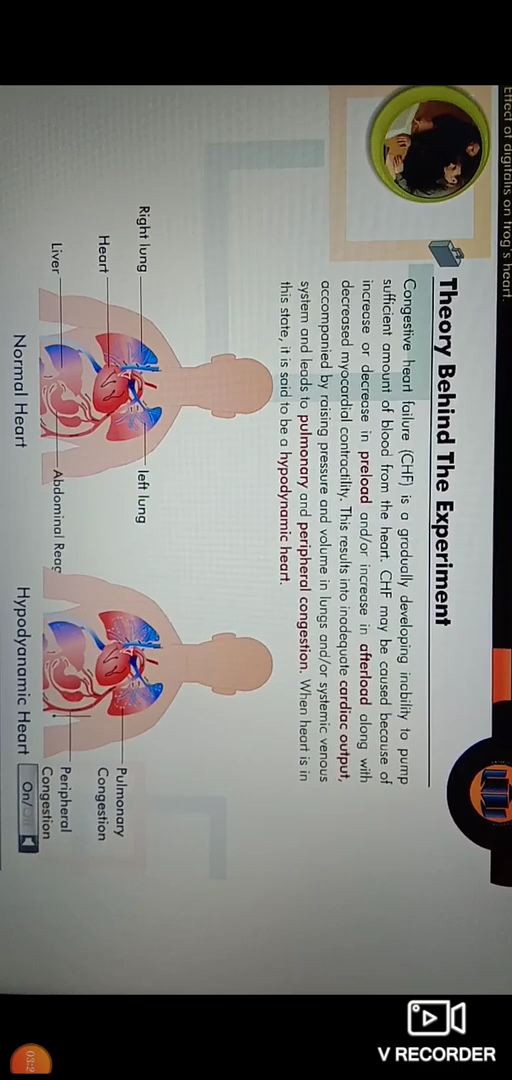 Effect of digitalis on frog's heart.
Theory Behind The Experiment
Congestive heart failure (CHF) is a gradually developing inability to pump
sufficient amount of blood from the heart. CHF may be caused because of
increase or decrease in preload and/or increase in afterload along with
decreased myocardial contractility. This results into inadequate cardiac output,
accompanied by raising pressure and volume in lungs and/or systemic venous
system and leads to pulmonary and peripheral congestion. When heart is in
this state, it is said to be a hypodynamic heart.
Right lung
left lung
Heart
Liver
Abdominal Reag
Normal Heart
Pulmonary
Congestion
Peripheral
Congestion
Hypodyanamic Heart
On/Off
V RECORDER
03:2